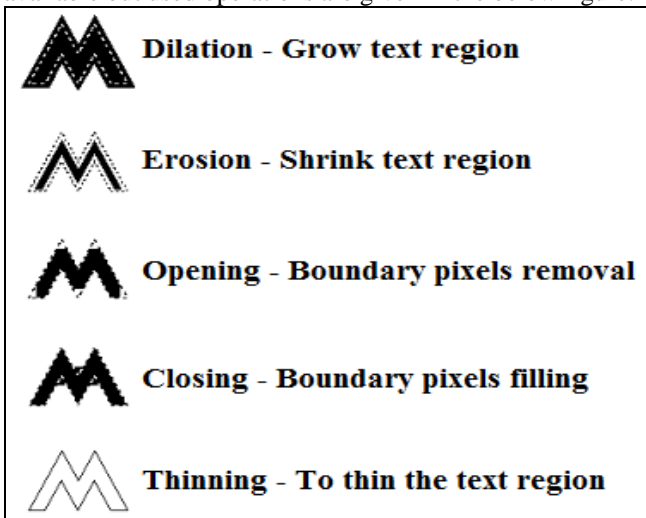 Dilation - Grow text region
Erosion - Shrink text region
Opening - Boundary pixels removal
Closing - Boundary pixels filling
Thinning - To thin the text region